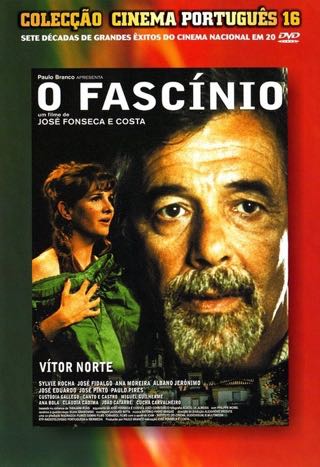 COLECÇÃO CINEMA PORTUGUÊS 16
SETE DÉCADAS DE GRANDES ÊXITOS DO CINEMA NACIONAL EM 20 DVD
Paulo Branco APRESENTA
O FASCÍNIO
um filme de
JOSÉ FONSECA E COSTA
VÍTOR NORTE
SYLVIE ROCHA JOSÉ FIDALGO ANA MOREIRA ALBANO JERÓNIMO
JOSÉ EDUARDO JOSÉ PINTO PAULO PIRES
CUSTÓDIA GALLEGO CANTO E CASTRO MIGUEL GUILHERME
ANA BOLA CLÁUDIA CADIMA JOÃO CATARRÉ CUCHA CARVALHEIRO